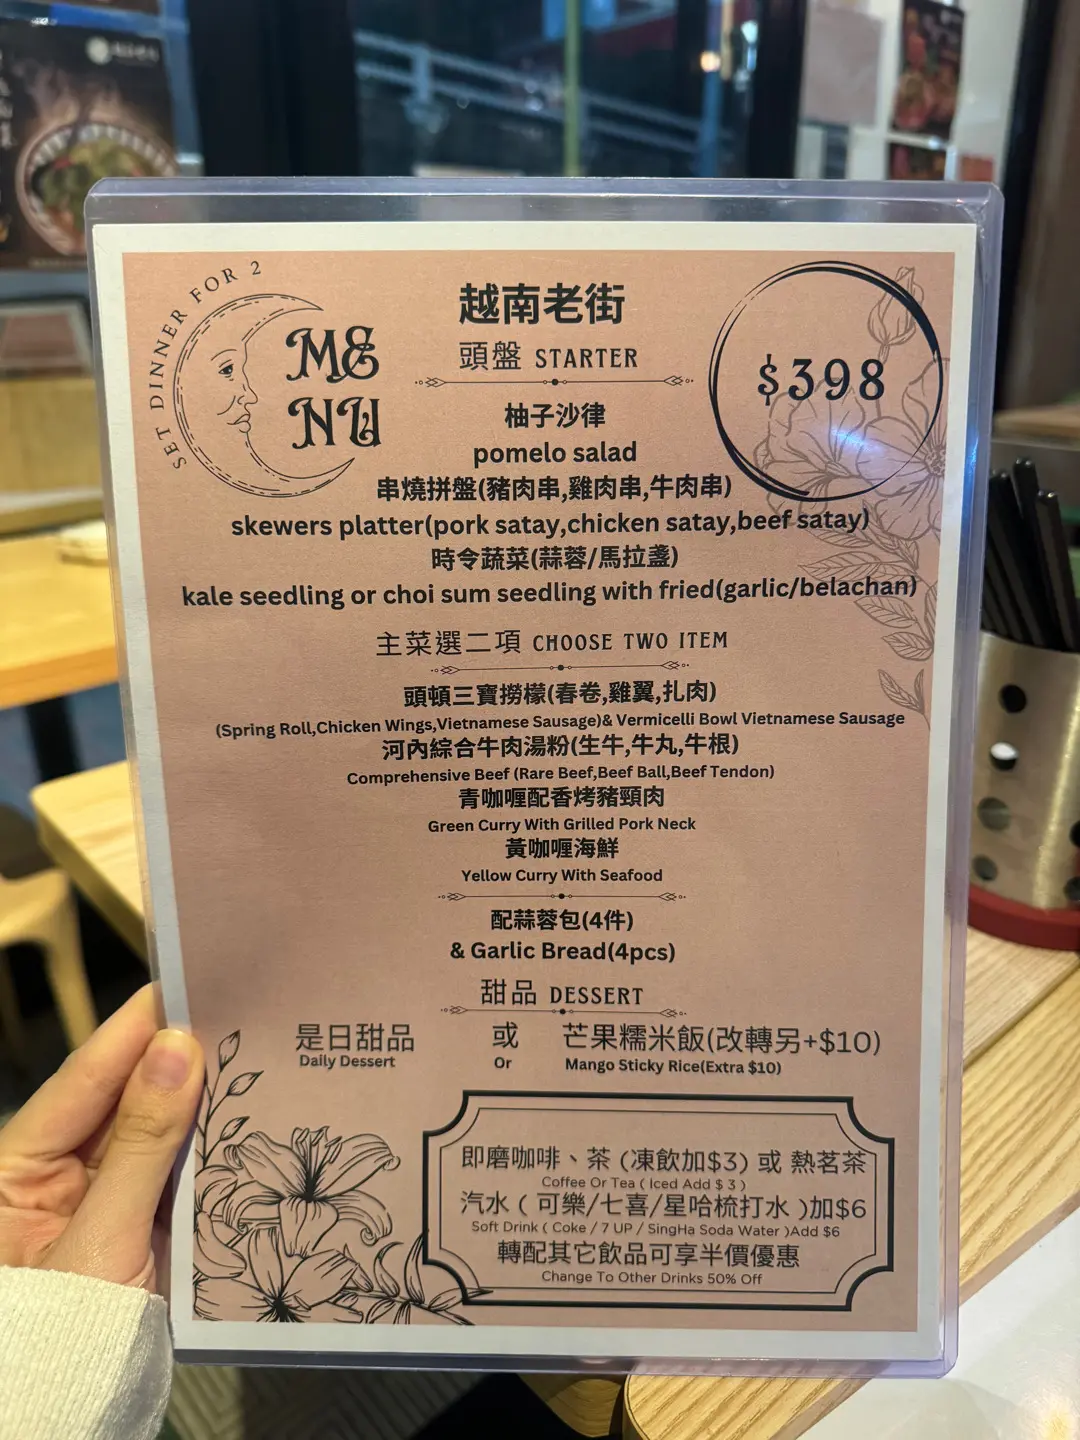 SET DINNER FOR 2
MENU
越南老街
$398
頭盤 STARTER
柚子沙律
pomelo salad
串燒拼盤(豬肉串,雞肉串,牛肉串)
skewers platter(pork satay,chicken satay,beef satay)
時令蔬菜(蒜蓉/馬拉盞)
kale seedling or choi sum seedling with fried(garlic/belachan)
主菜選二項 CHOOSE TWO ITEM
頭頓三寶撈檬(春卷,雞翼,扎肉)
(Spring Roll,Chicken Wings,Vietnamese Sausage)& Vermicelli Bowl Vietnamese Sausage
河內綜合牛肉湯粉(生牛,牛丸,牛根)
Comprehensive Beef (Rare Beef,Beef Ball,Beef Tendon)
青咖喱配香烤豬頸肉
Green Curry With Grilled Pork Neck
黃咖喱海鮮
Yellow Curry With Seafood
配蒜蓉包(4件)
& Garlic Bread(4pcs)
甜品 DESSERT
是日甜品 或 芒果糯米飯(改轉另+$10)
Daily Dessert Or Mango Sticky Rice(Extra $10)
即磨咖啡、茶 (凍飲加$3) 或 熱茗茶
Coffee Or Tea ( Iced Add $ 3 )
汽水 ( 可樂/七喜/星哈梳打水 )加$6
Soft Drink ( Coke / 7 UP / SingHa Soda Water )Add $6
轉配其它飲品可享半價優惠
Change To Other Drinks 50% Off